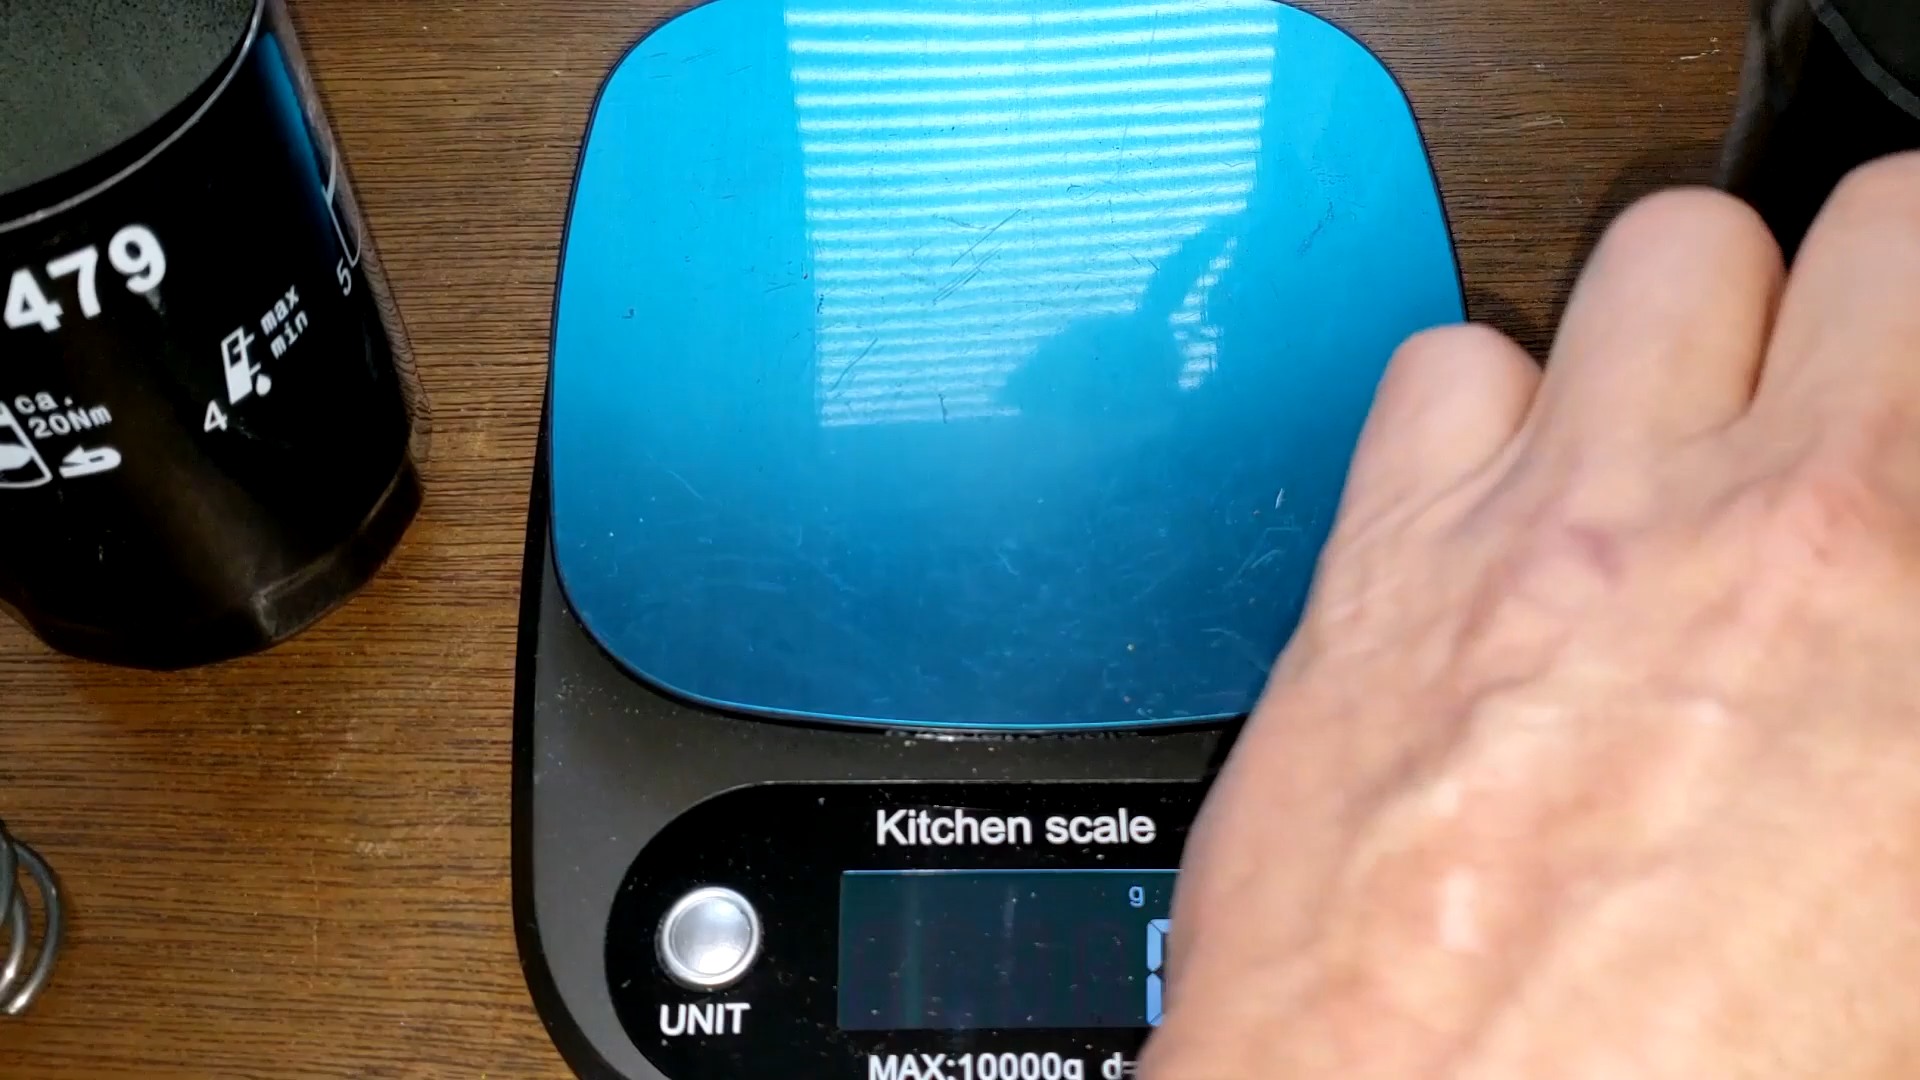 479
max
min
5
4
ca.
20Nm
Kitchen scale
g
UNIT
MAX:10000g d=